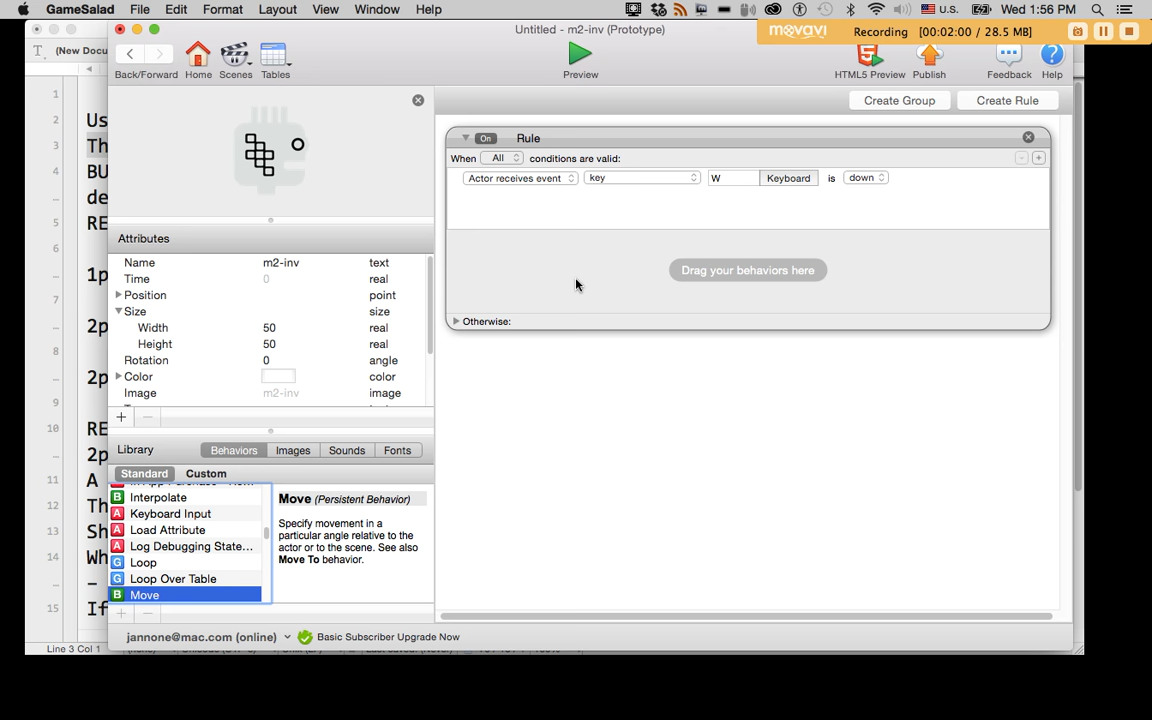 GameSalad File Edit Format Layout View Window Help U.S. Wed 1:56 PM
Untitled - m2-inv (Prototype)
movavi Recording [00:02:00 / 28.5 MB]
T. (New Docu
Back/Forward Home Scenes Tables Preview HTML5 Preview Publish Feedback Help
Create Group Create Rule
On Rule
When All conditions are valid:
Actor receives event key W Keyboard is down
Drag your behaviors here
Otherwise:
Attributes
Name m2-inv text
Time 0 real
Position point
Size size
Width 50 real
Height 50 real
Rotation 0 angle
Color color
Image m2-inv image
Library Behaviors Images Sounds Fonts
Standard Custom
Interpolate
Keyboard Input
Load Attribute
Log Debugging State...
Loop
Loop Over Table
Move
Move (Persistent Behavior)
Specify movement in a
particular angle relative to the
actor or to the scene. See also
Move To behavior.
jannone@mac.com (online) Basic Subscriber Upgrade Now
1
2 Us
3 Th
4 BU
de
5 RE
6
1p
7
2p
8
2p
9
10 RE
2p
11 A
12 Th
13 Sh
14 Wh
–
15 If
Line 3 Col 1